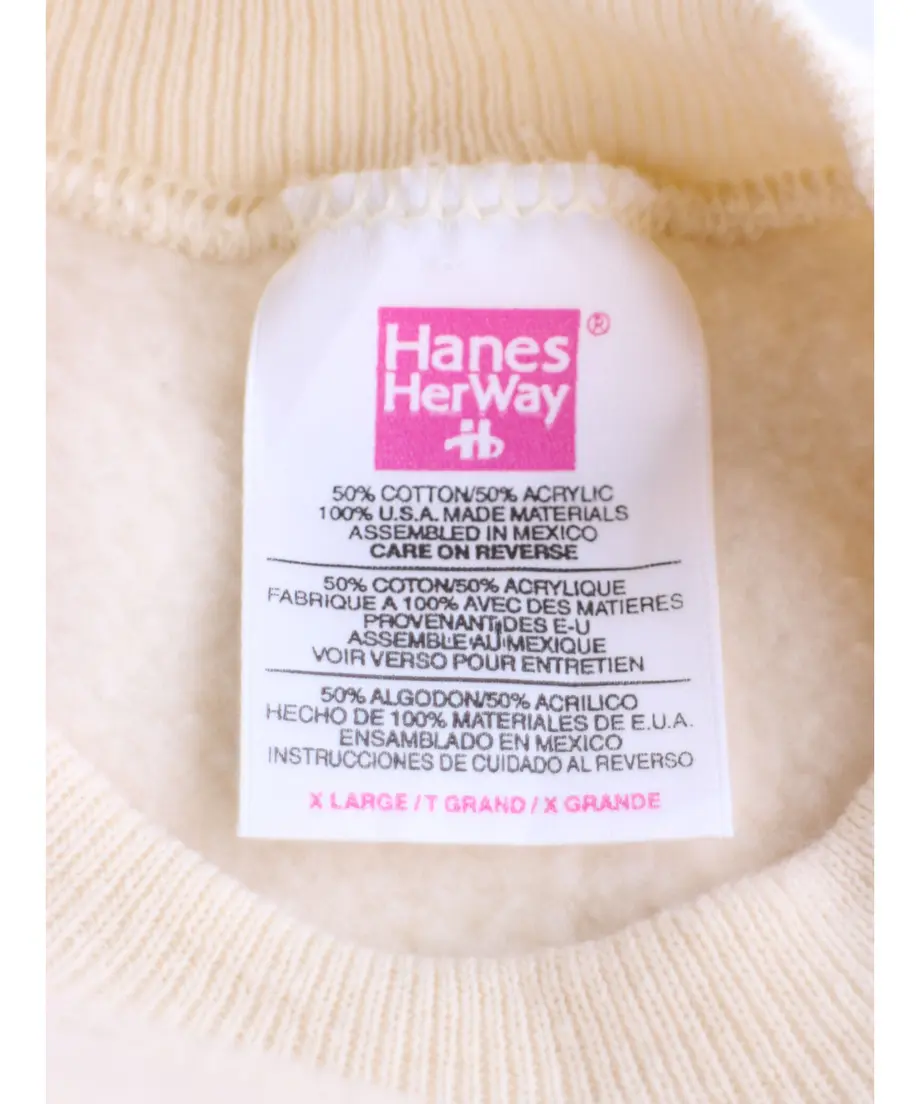 Hanes
HerWay
®
50% COTTON/50% ACRYLIC
100% U.S.A. MADE MATERIALS
ASSEMBLED IN MEXICO
CARE ON REVERSE
50% COTON/50% ACRYLIQUE
FABRIQUE A 100% AVEC DES MATIERES
PROVENANT DES E-U
ASSEMBLE AU MEXIQUE
VOIR VERSO POUR ENTRETIEN
50% ALGODON/50% ACRILICO
HECHO DE 100% MATERIALES DE E.U.A.
ENSAMBLADO EN MEXICO
INSTRUCCIONES DE CUIDADO AL REVERSO
X LARGE / T GRAND / X GRANDE